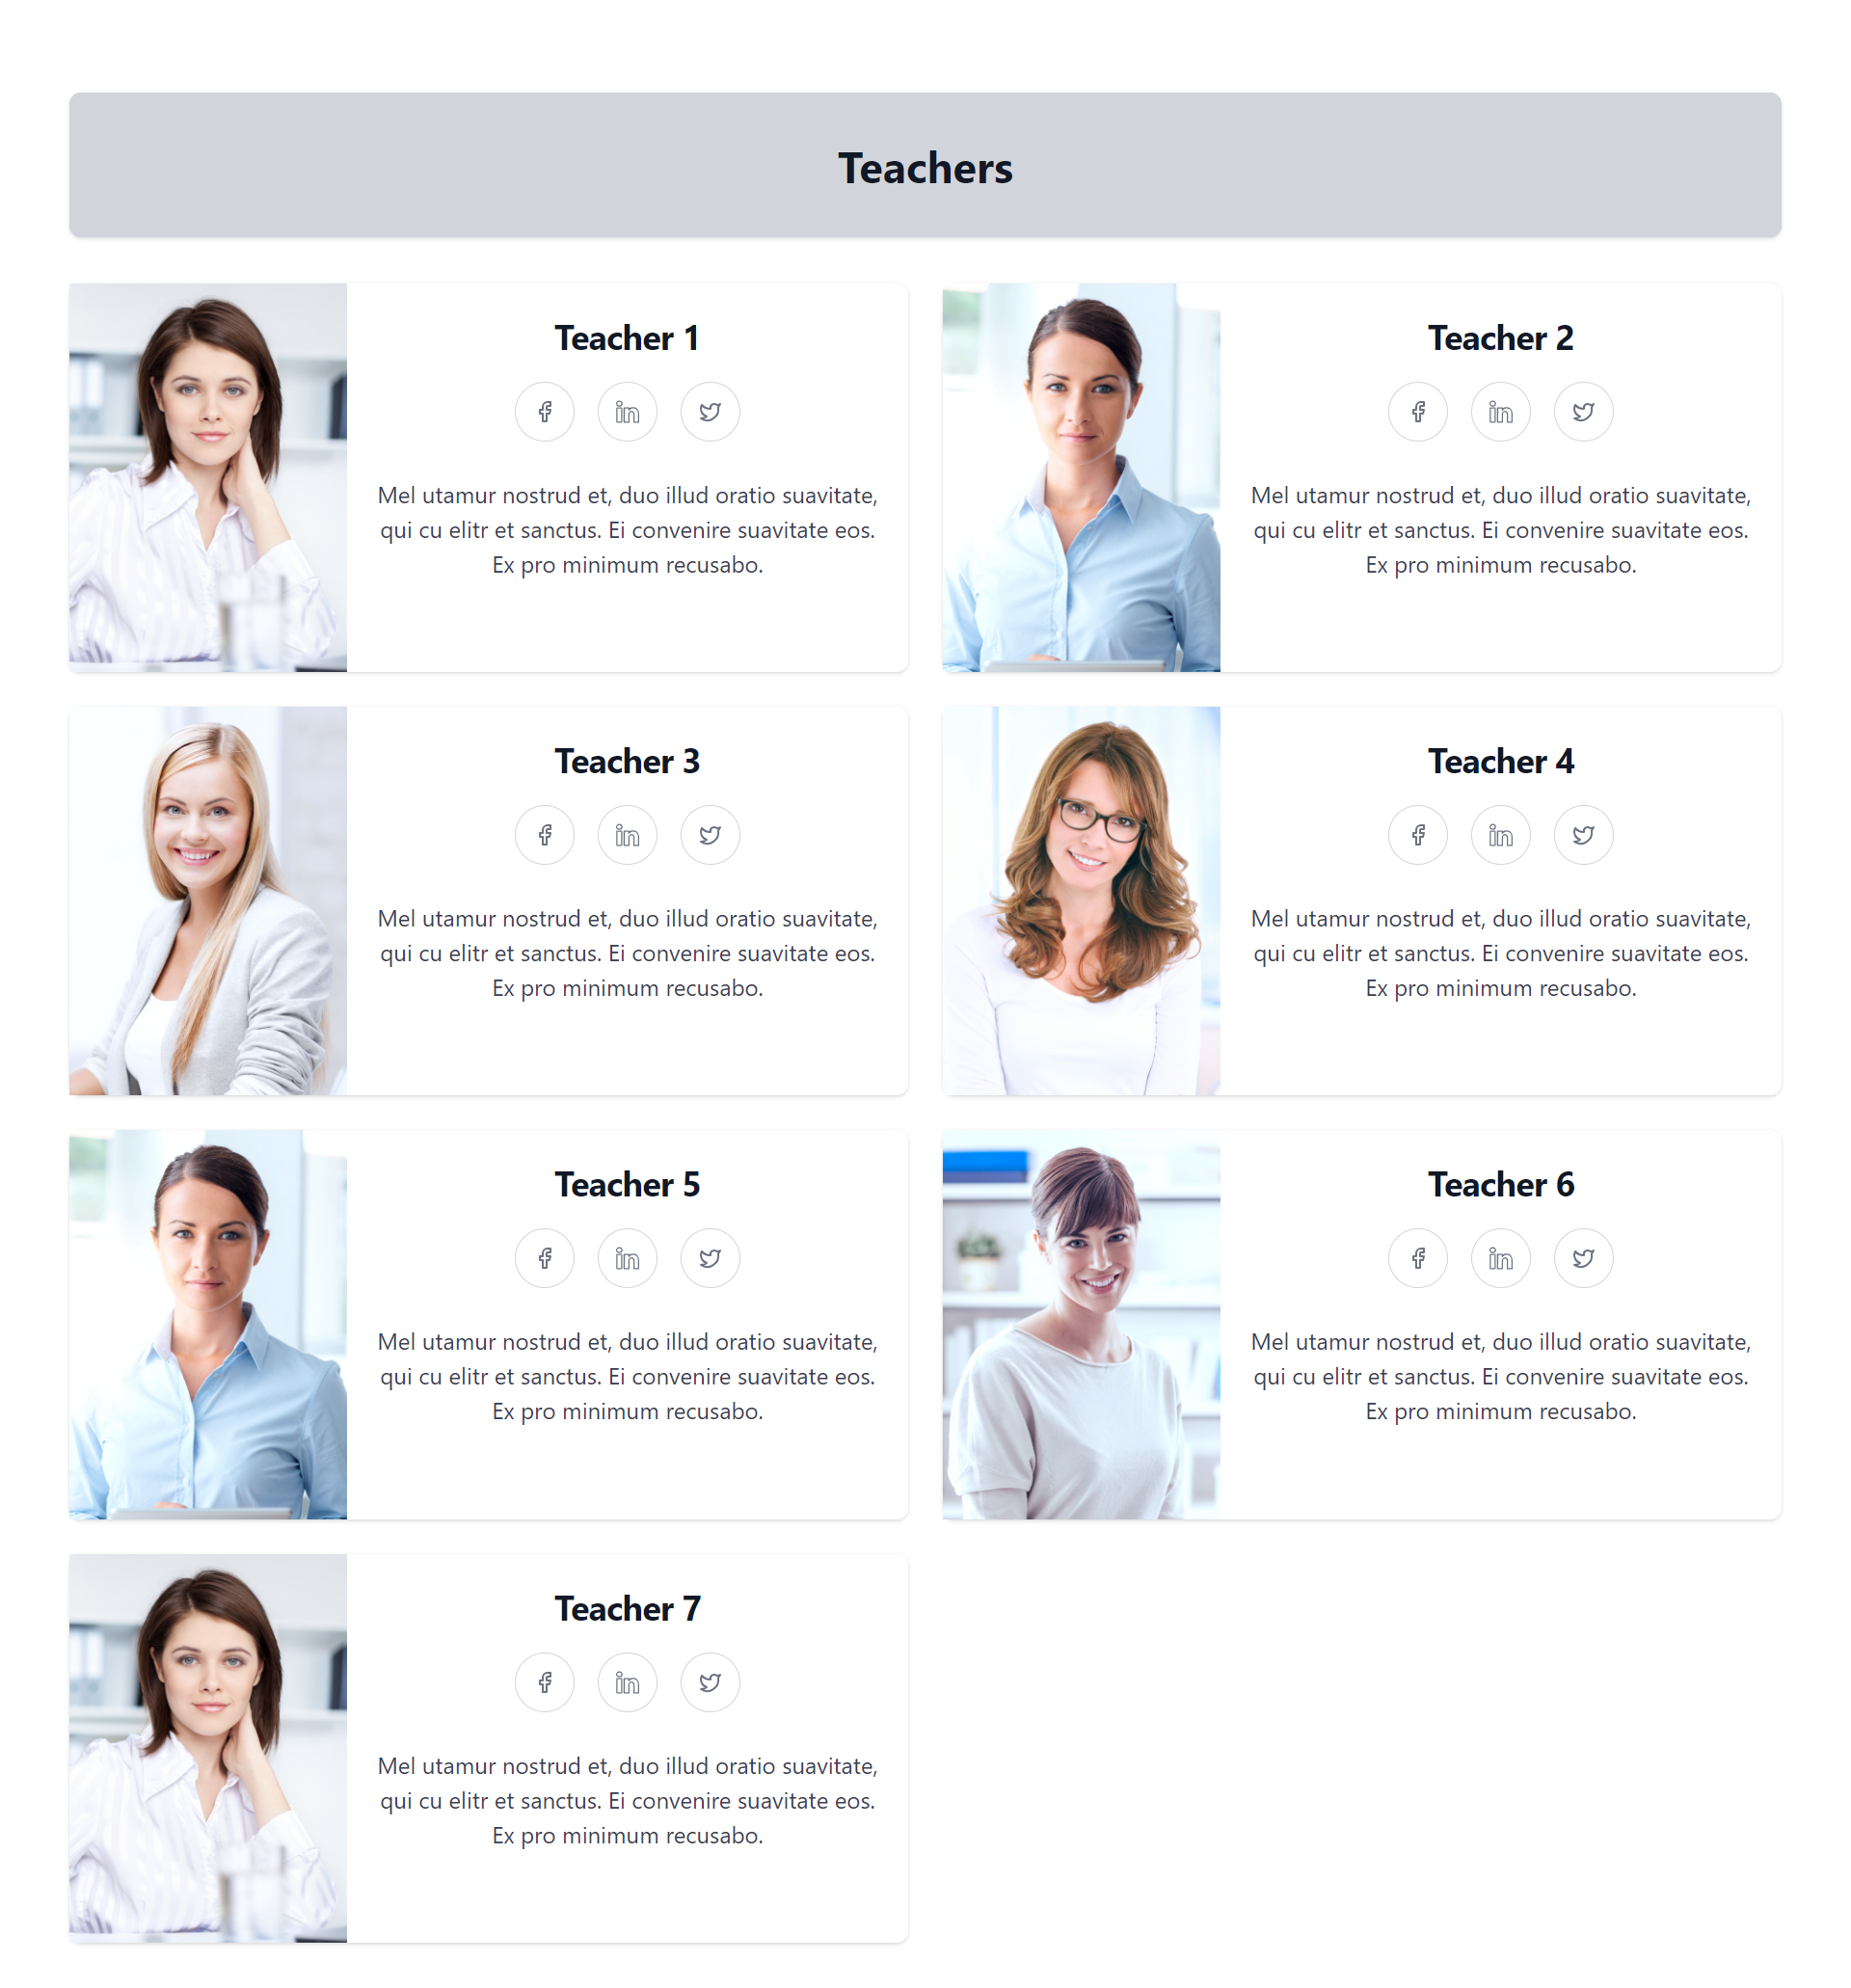 Teachers
Teacher 1
Mel utamur nostrud et, duo illud oratio suavitate,
qui cu elitr et sanctus. Ei convenire suavitate eos.
Ex pro minimum recusabo.
Teacher 2
Mel utamur nostrud et, duo illud oratio suavitate,
qui cu elitr et sanctus. Ei convenire suavitate eos.
Ex pro minimum recusabo.
Teacher 3
Mel utamur nostrud et, duo illud oratio suavitate,
qui cu elitr et sanctus. Ei convenire suavitate eos.
Ex pro minimum recusabo.
Teacher 4
Mel utamur nostrud et, duo illud oratio suavitate,
qui cu elitr et sanctus. Ei convenire suavitate eos.
Ex pro minimum recusabo.
Teacher 5
Mel utamur nostrud et, duo illud oratio suavitate,
qui cu elitr et sanctus. Ei convenire suavitate eos.
Ex pro minimum recusabo.
Teacher 6
Mel utamur nostrud et, duo illud oratio suavitate,
qui cu elitr et sanctus. Ei convenire suavitate eos.
Ex pro minimum recusabo.
Teacher 7
Mel utamur nostrud et, duo illud oratio suavitate,
qui cu elitr et sanctus. Ei convenire suavitate eos.
Ex pro minimum recusabo.